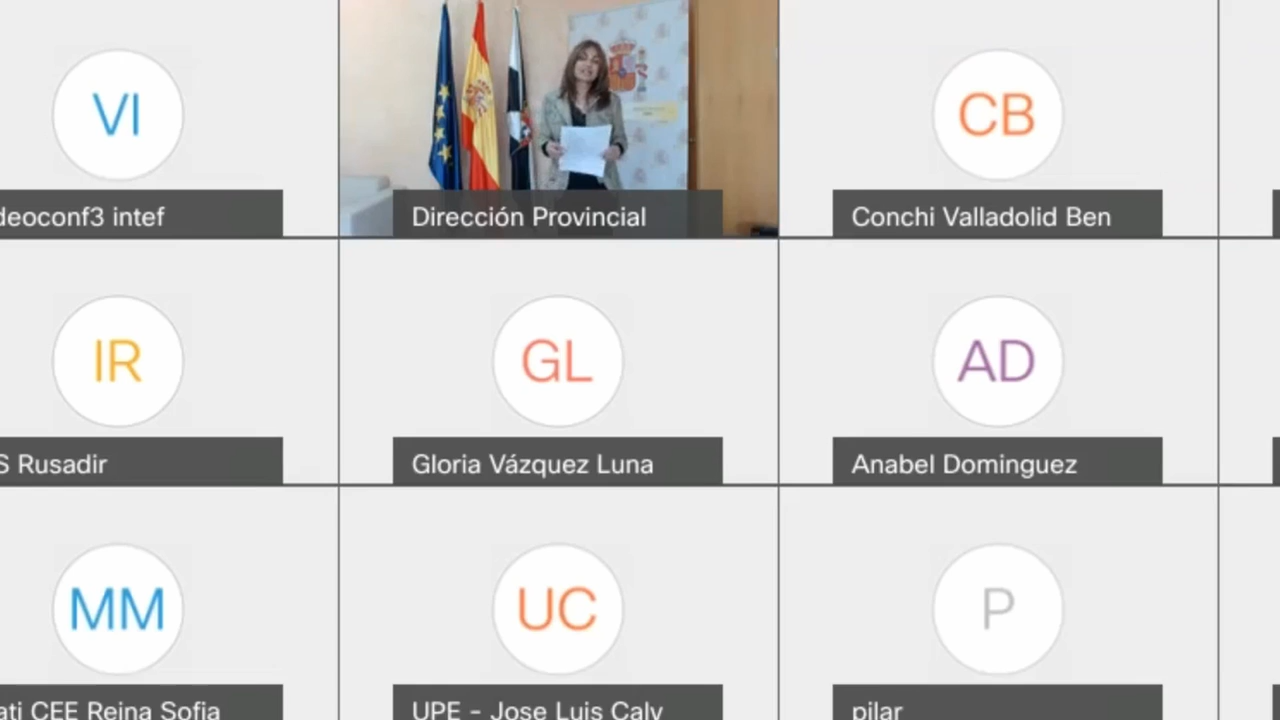 VI
CB
deoconf3 intef
Dirección Provincial
Conchi Valladolid Ben
IR
GL
AD
S Rusadir
Gloria Vázquez Luna
Anabel Dominguez
MM
UC
P
ati CEE Reina Sofia
UPE - Jose Luis Calv
pilar